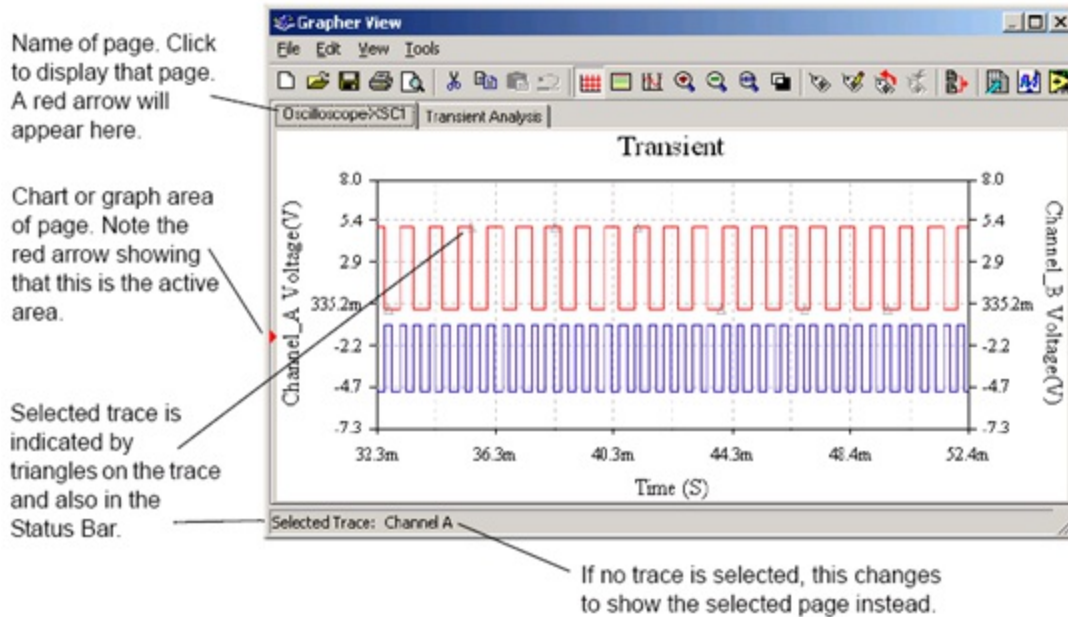 Name of page. Click
to display that page.
A red arrow will
appear here.
Chart or graph area
of page. Note the
red arrow showing
that this is the active
area.
Selected trace is
indicated by
triangles on the trace
and also in the
Status Bar.
Grapher View
File Edit View Tools
Oscilloscope-XSC1 Transient Analysis
Transient
Channel_A Voltage(V)
8.0
5.4
2.9
335.2m
-2.2
-4.7
-7.3
8.0
5.4
2.9
335.2m
-2.2
-4.7
-7.3
Channel_B Voltage(V)
32.3m 36.3m 40.3m 44.3m 48.4m 52.4m
Time (S)
Selected Trace: Channel A
If no trace is selected, this changes
to show the selected page instead.